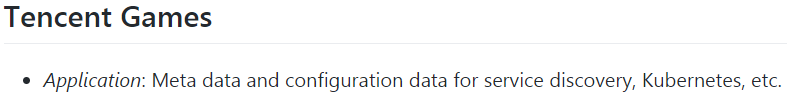 Tencent Games
Application: Meta data and configuration data for service discovery, Kubernetes, etc.